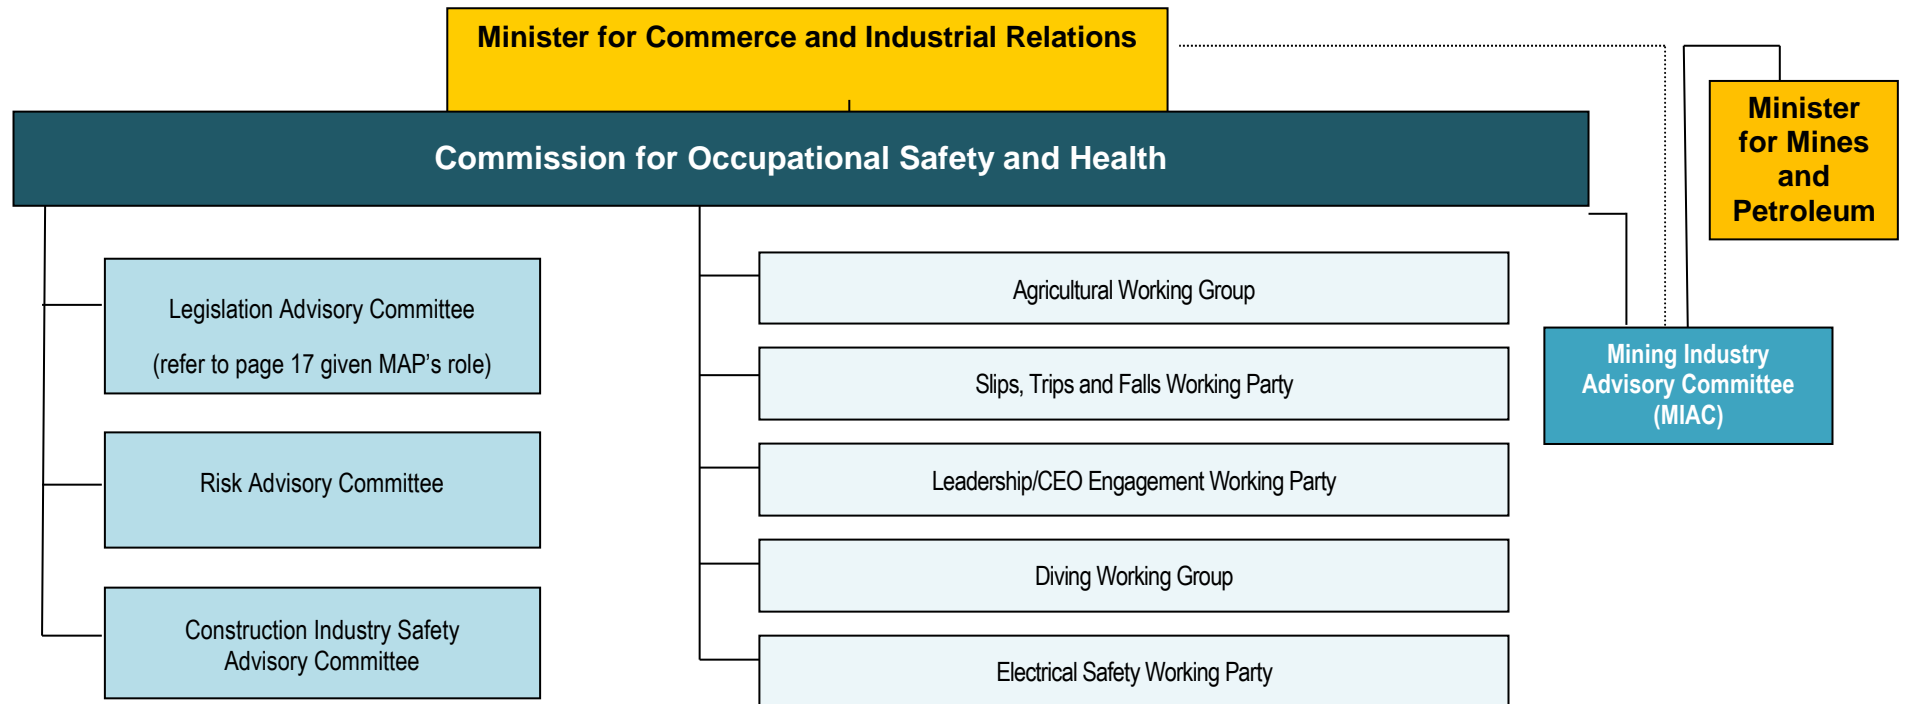 Minister for Commerce and Industrial Relations
Minister
for Mines
and
Petroleum
Commission for Occupational Safety and Health
Legislation Advisory Committee
(refer to page 17 given MAP’s role)
Risk Advisory Committee
Construction Industry Safety
Advisory Committee
Agricultural Working Group
Slips, Trips and Falls Working Party
Leadership/CEO Engagement Working Party
Diving Working Group
Electrical Safety Working Party
Mining Industry
Advisory Committee
(MIAC)